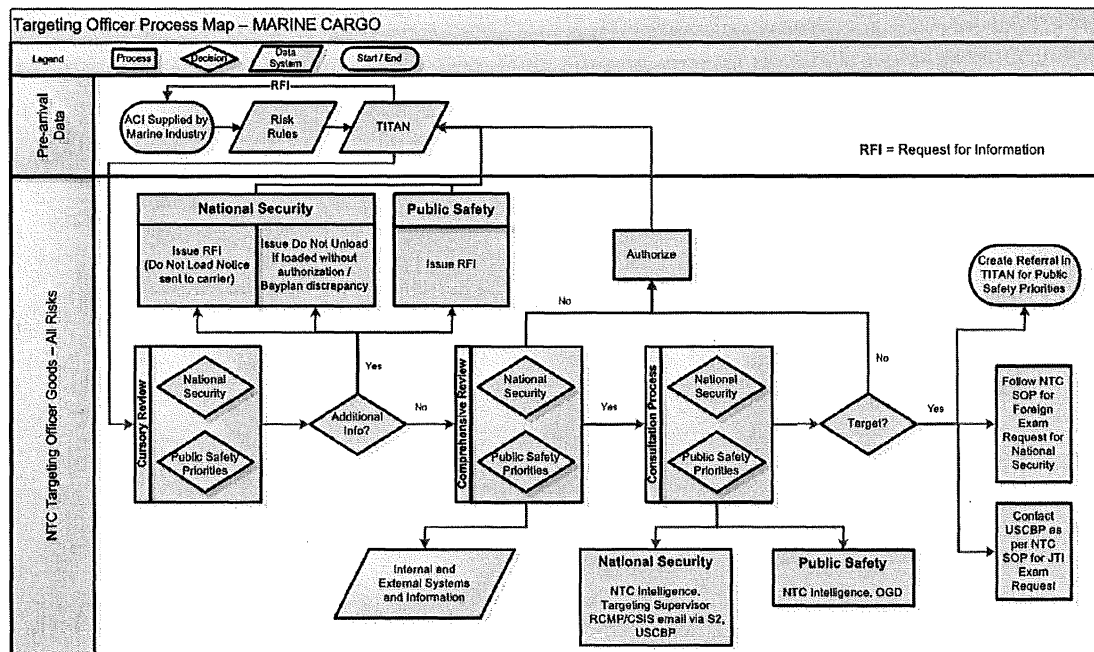 Targeting Officer Process Map – MARINE CARGO
Legend
Process
Decision
Data
System
Start / End
Pre-arrival
Data
RFI
ACI Supplied by
Marine Industry
Risk
Rules
TITAN
RFI = Request for Information
NTC Targeting Officer Goods – All Risks
National Security
Issue RFI
(Do Not Load Notice
sent to carrier)
Issue Do Not Unload
If loaded without
authorization /
Bayplan discrepancy
Public Safety
Issue RFI
Authorize
Create Referral in
TITAN for Public
Safety Priorities
No
Yes
No
Cursory Review
National
Security
Public Safety
Priorities
Additional
Info?
No
Comprehensive Review
National
Security
Public Safety
Priorities
Yes
Consultation Process
National
Security
Public Safety
Priorities
Target?
Yes
Follow NTC
SOP for
Foreign
Exam
Request for
National
Security
Contact
USCBP as
per NTC
SOP for JTI
Exam
Request
Internal and
External Systems
and Information
National Security
NTC Intelligence,
Targeting Supervisor
RCMP/CSIS email via S2,
USCBP
Public Safety
NTC Intelligence, OGD